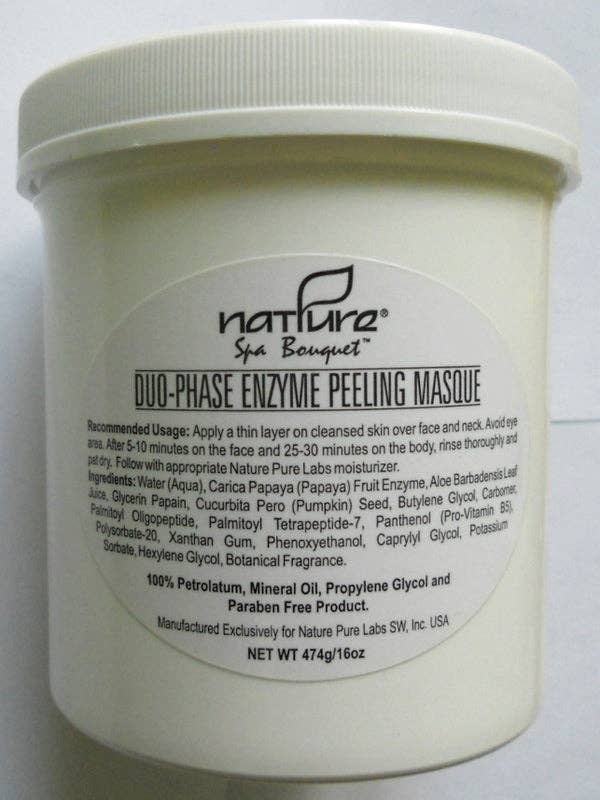 natPure®
Spa Bouquet™
DUO-PHASE ENZYME PEELING MASQUE
Recommended Usage: Apply a thin layer on cleansed skin over face and neck. Avoid eye
area. After 5-10 minutes on the face and 25-30 minutes on the body, rinse thoroughly and
pat dry. Follow with appropriate Nature Pure Labs moisturizer.
Ingredients: Water (Aqua), Carica Papaya (Papaya) Fruit Enzyme, Aloe Barbadensis Leaf
Juice, Glycerin Papain, Cucurbita Pero (Pumpkin) Seed, Butylene Glycol, Carbomer,
Palmitoyl Oligopeptide, Palmitoyl Tetrapeptide-7, Panthenol (Pro-Vitamin B5),
Polysorbate-20, Xanthan Gum, Phenoxyethanol, Caprylyl Glycol, Potassium
Sorbate, Hexylene Glycol, Botanical Fragrance.
100% Petrolatum, Mineral Oil, Propylene Glycol and
Paraben Free Product.
Manufactured Exclusively for Nature Pure Labs SW, Inc. USA
NET WT 474g/16oz